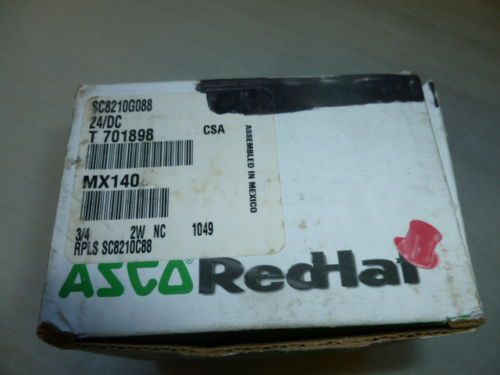 SC8210G088
24/DC
T 701898 CSA
MX140
3/4 2W NC 1049
RPLS SC8210C88
ASSEMBLED IN MEXICO
ASCO® RedHat